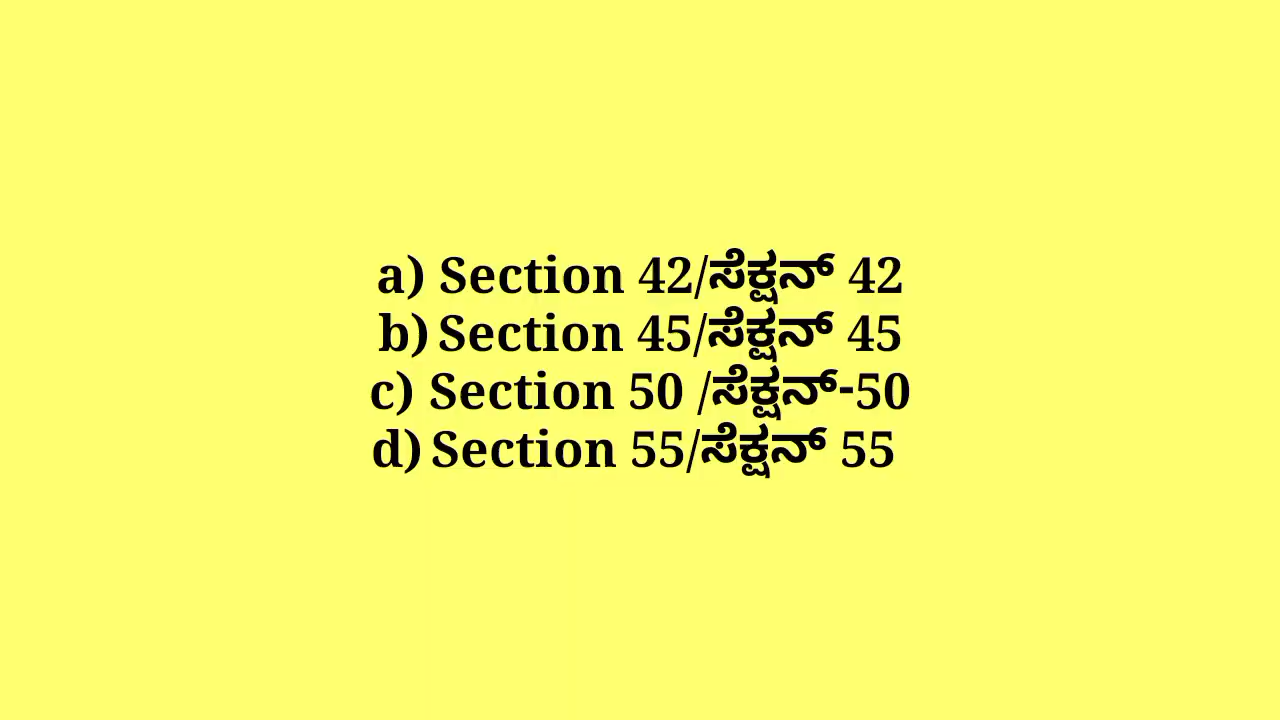 a) Section 42/ಸೆಕ್ಷನ್ 42
b) Section 45/ಸೆಕ್ಷನ್ 45
c) Section 50 /ಸೆಕ್ಷನ್-50
d) Section 55/ಸೆಕ್ಷನ್ 55